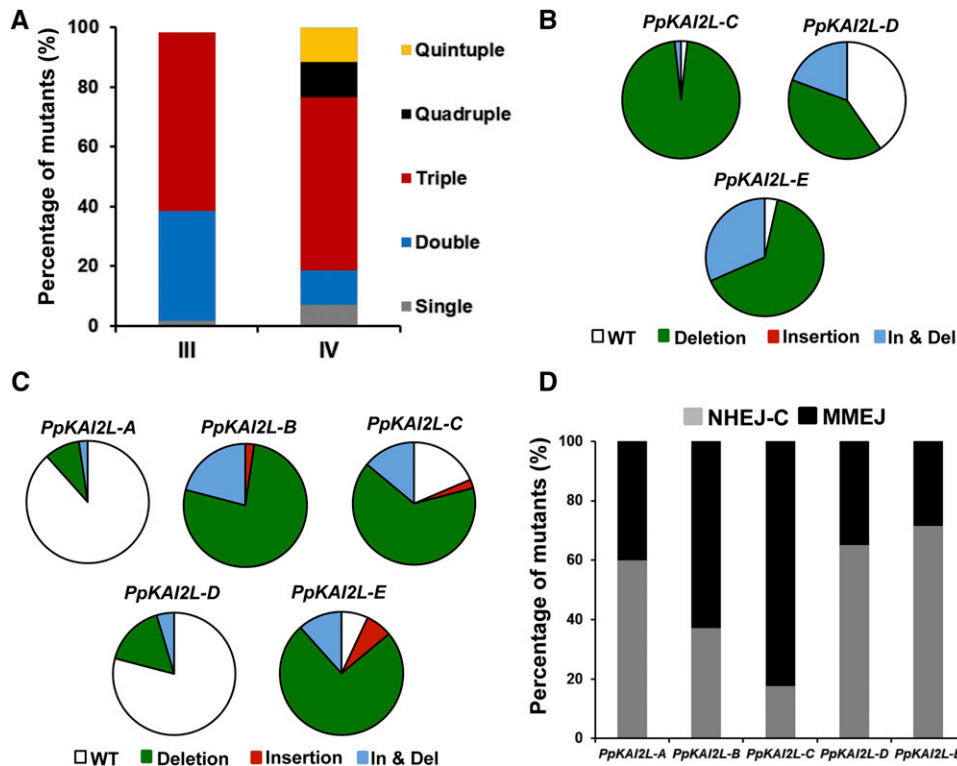 A
Percentage of mutants (%)
100
80
60
40
20
0
III
IV
Quintuple
Quadruple
Triple
Double
Single
B
PpKAI2L-C
PpKAI2L-D
PpKAI2L-E
WT Deletion Insertion In & Del
C
PpKAI2L-A
PpKAI2L-B
PpKAI2L-C
PpKAI2L-D
PpKAI2L-E
WT Deletion Insertion In & Del
D
NHEJ-C MMEJ
Percentage of mutants (%)
100
80
60
40
20
0
PpKAI2L-A PpKAI2L-B PpKAI2L-C PpKAI2L-D PpKAI2L-E